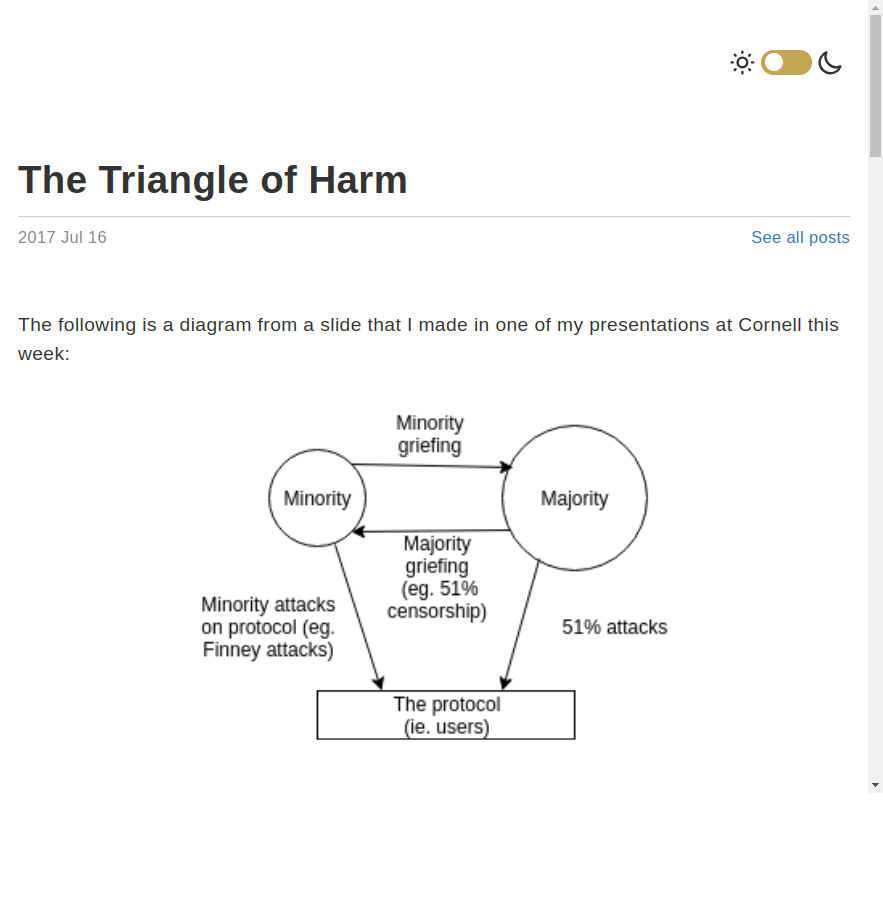 The Triangle of Harm
2017 Jul 16
See all posts
The following is a diagram from a slide that I made in one of my presentations at Cornell this
week:
Minority
griefing
Minority
Majority
Majority
griefing
(eg. 51%
censorship)
Minority attacks
on protocol (eg.
Finney attacks)
51% attacks
The protocol
(ie. users)